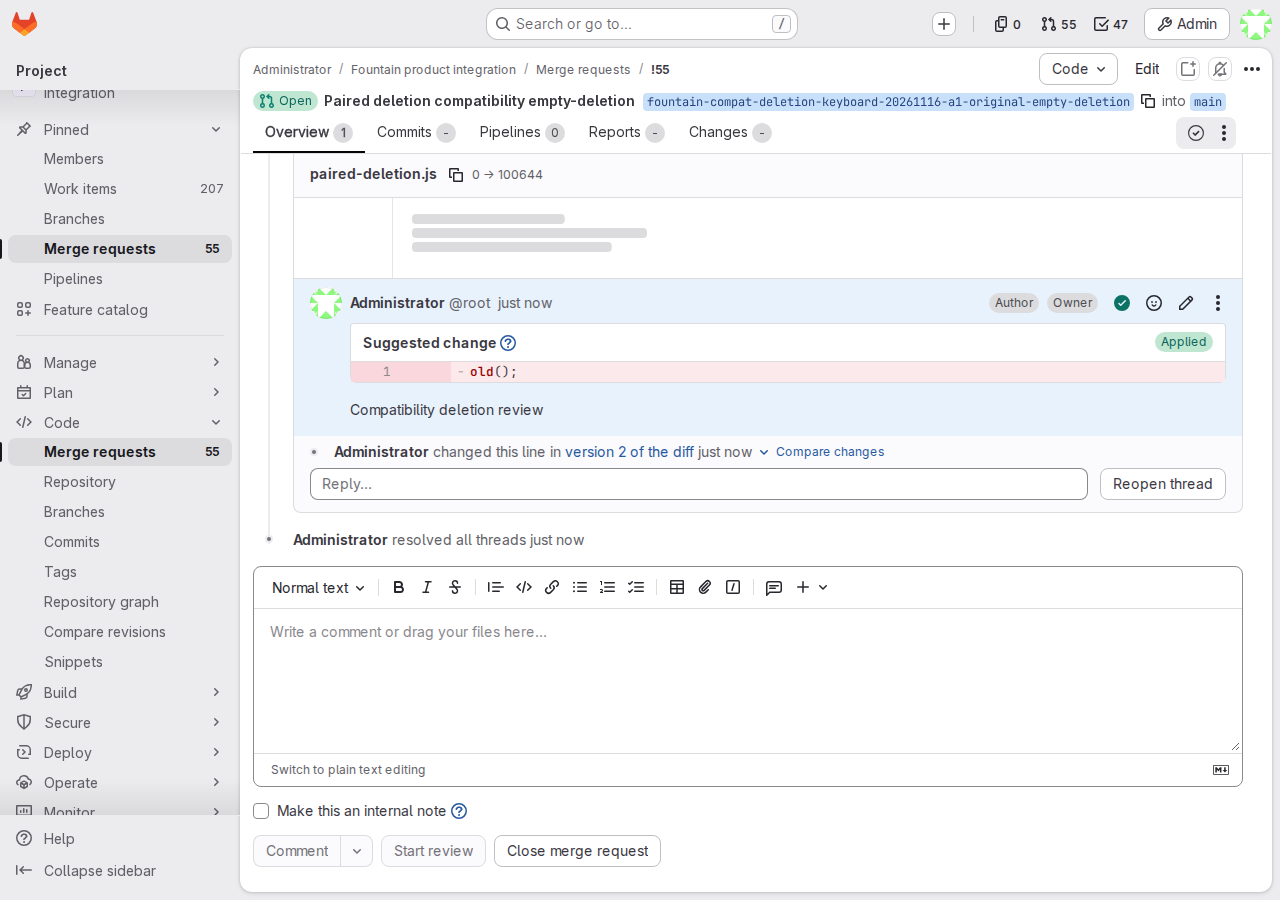 Search or go to...
/
0
55
47
Admin
Project
Integration
Pinned
Members
Work items 207
Branches
Merge requests 55
Pipelines
Feature catalog
Manage
Plan
Code
Merge requests 55
Repository
Branches
Commits
Tags
Repository graph
Compare revisions
Snippets
Build
Secure
Deploy
Operate
Monitor
Help
Collapse sidebar
Administrator / Fountain product integration / Merge requests / !55
Code
Edit
Open Paired deletion compatibility empty-deletion fountain-compat-deletion-keyboard-20261116-a1-original-empty-deletion into main
Overview 1 Commits - Pipelines 0 Reports - Changes -
paired-deletion.js 0 → 100644
Administrator @root just now Author Owner
Suggested change Applied
1 - old();
Compatibility deletion review
Administrator changed this line in version 2 of the diff just now Compare changes
Reply...
Reopen thread
Administrator resolved all threads just now
Normal text
Write a comment or drag your files here...
Switch to plain text editing
Make this an internal note
Comment Start review Close merge request